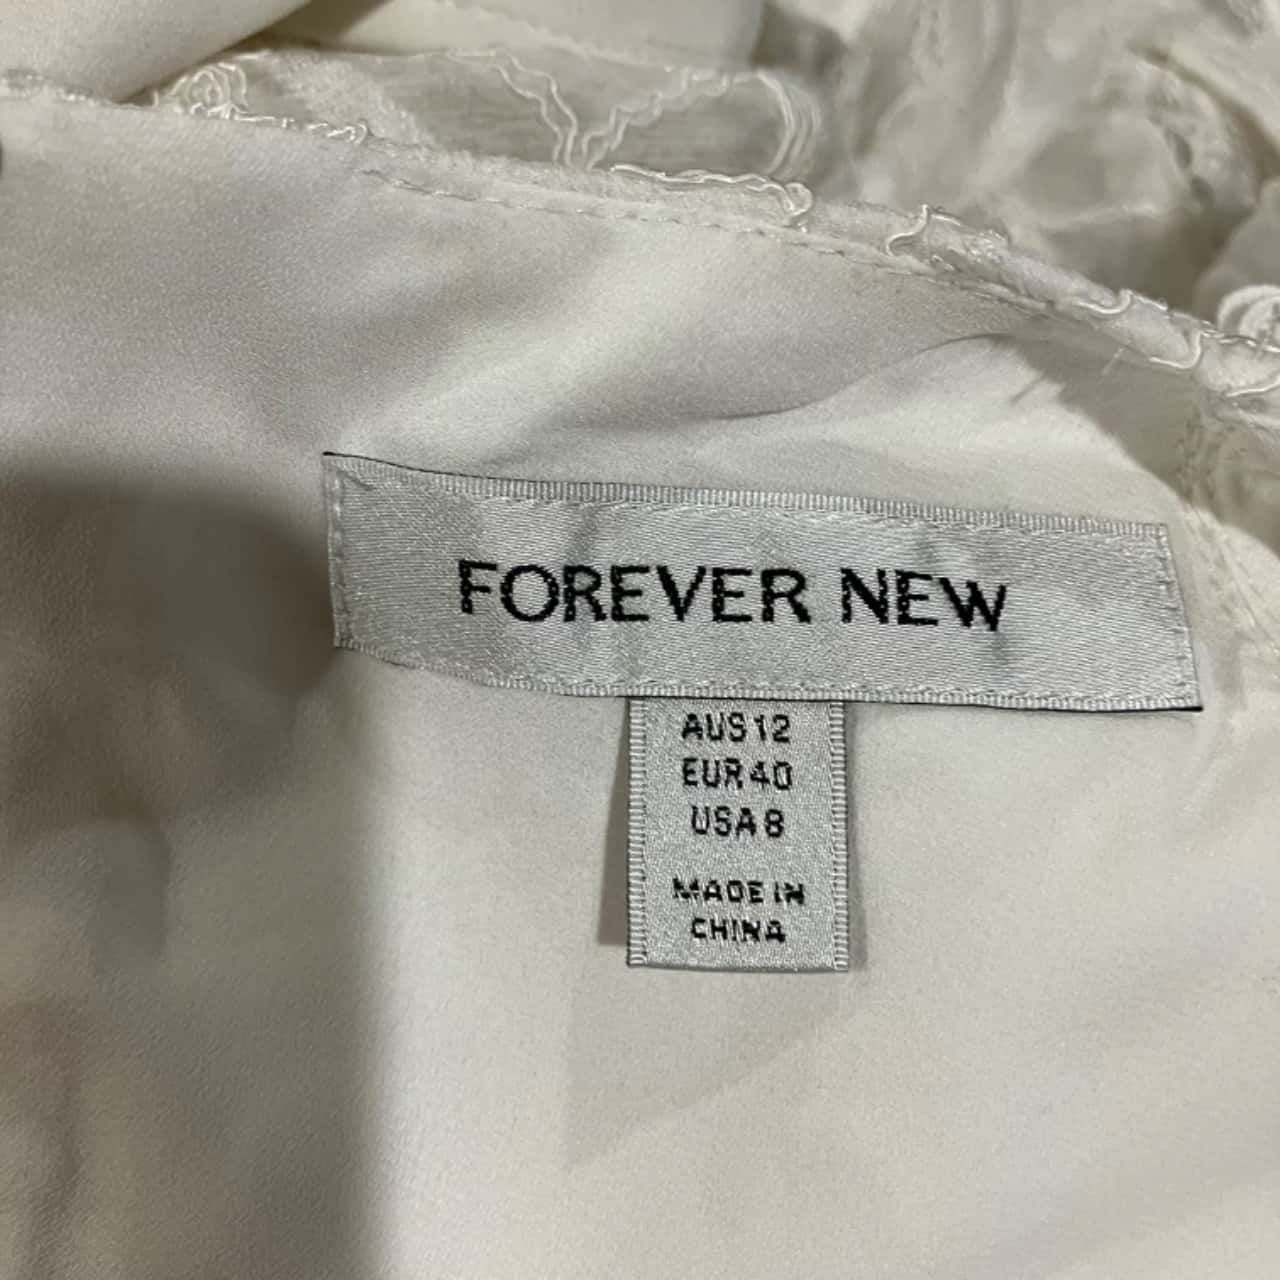 FOREVER NEW
AUS 12
EUR 40
USA 8
MADE IN
CHINA